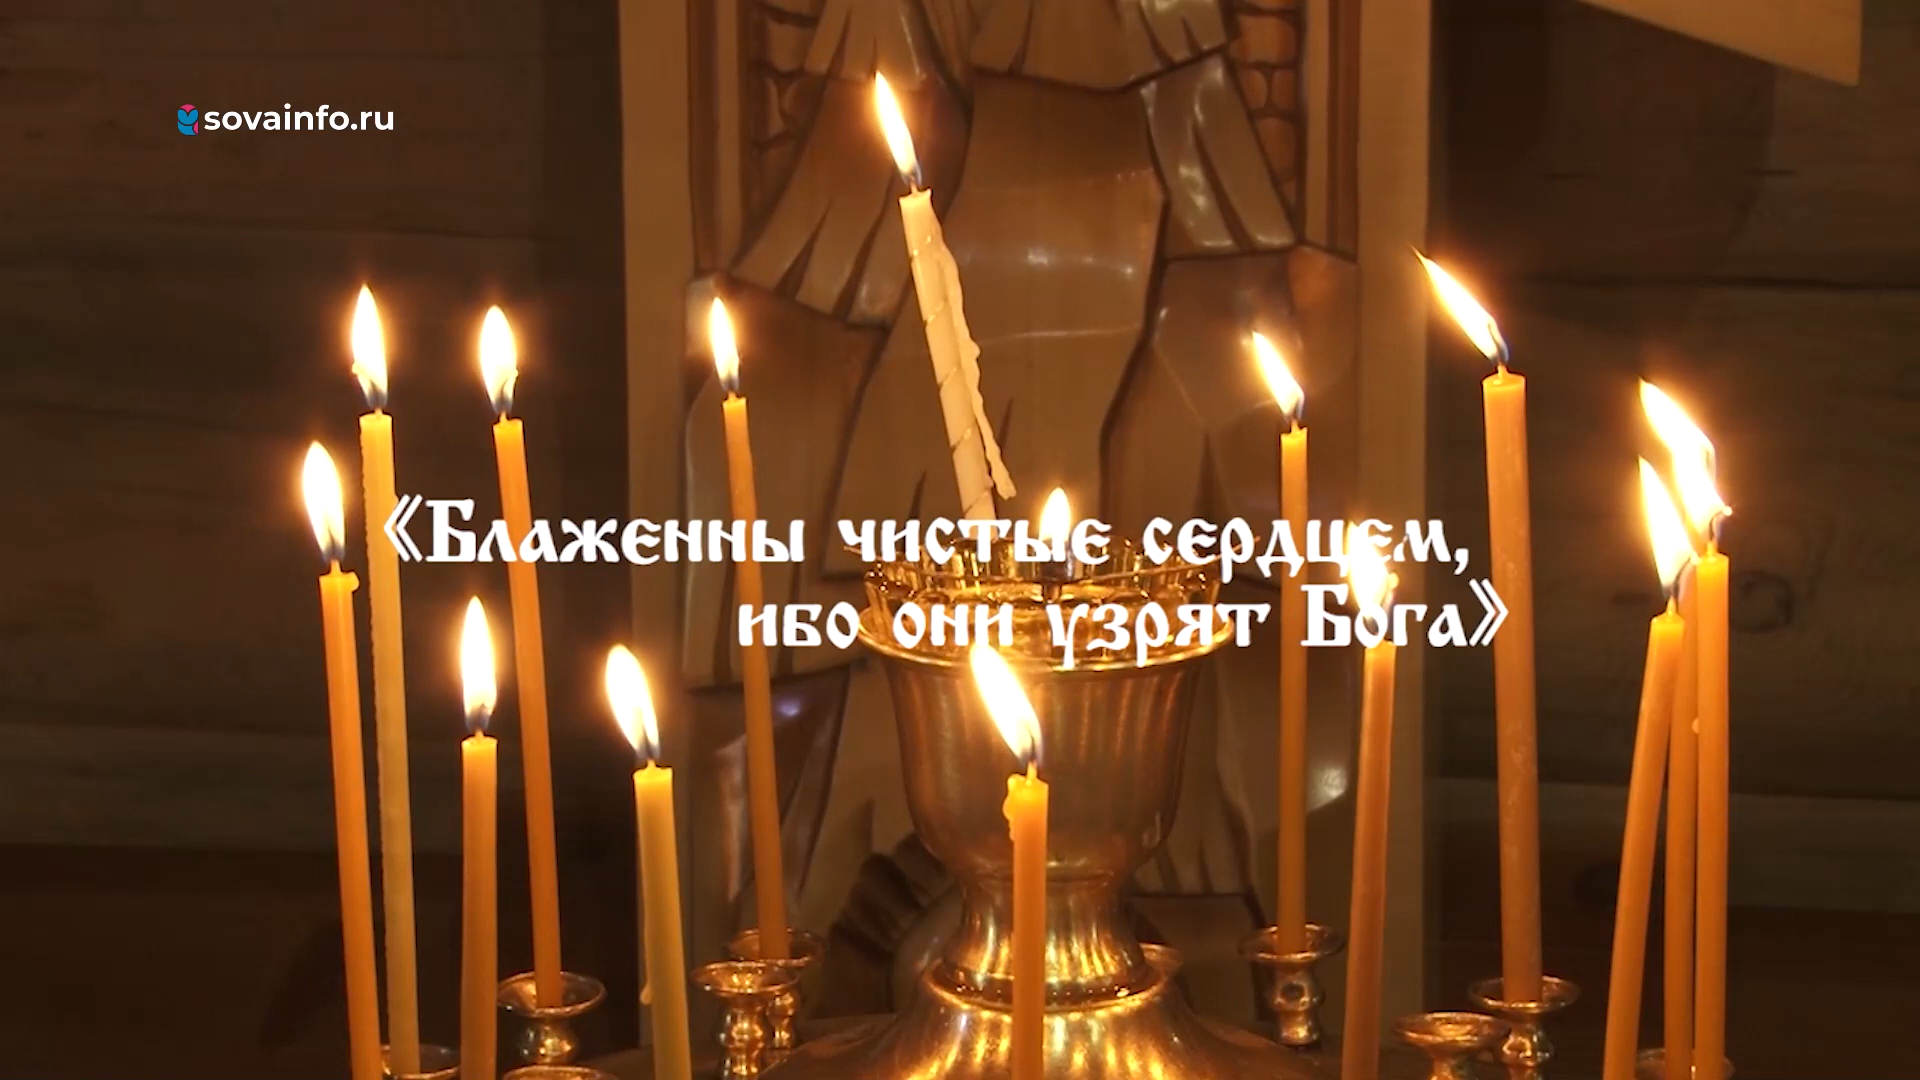 sovainfo.ru
《Блаженны чистые сердцем,
ибо они узрят Бога》